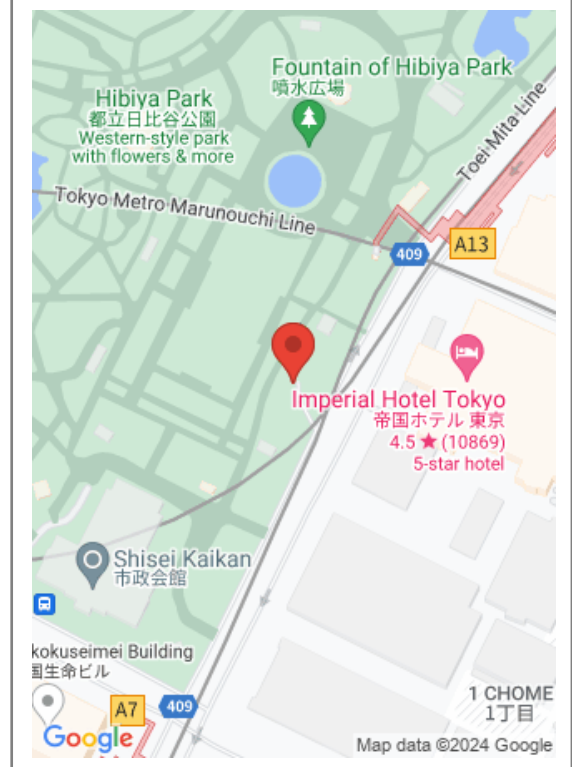 Fountain of Hibiya Park
噴水広場
Hibiya Park
都立日比谷公園
Western-style park
with flowers & more
Toei Mita Line
Tokyo Metro Marunouchi Line
409
A13
Imperial Hotel Tokyo
帝国ホテル 東京
4.5 ★ (10869)
5-star hotel
Shisei Kaikan
市政会館
kokuseimei Building
国生命ビル
A7
409
1 CHOME
1丁目
Google
Map data ©2024 Google